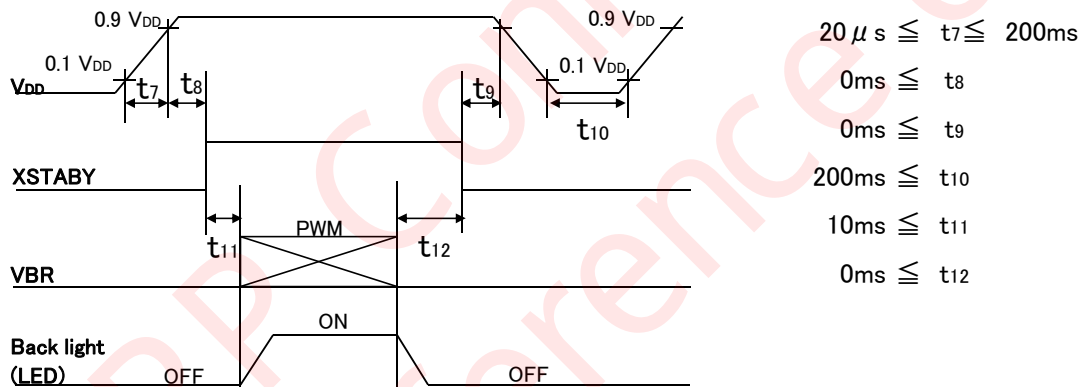 0.9 VDD
0.9 VDD
20 μs ≦ t7 ≦ 200ms
0.1 VDD
0.1 VDD
VDD
t7
t8
t9
0ms ≦ t8
t10
0ms ≦ t9
XSTABY
200ms ≦ t10
PWM
t11
t12
10ms ≦ t11
VBR
0ms ≦ t12
ON
Back light
(LED)
OFF
OFF